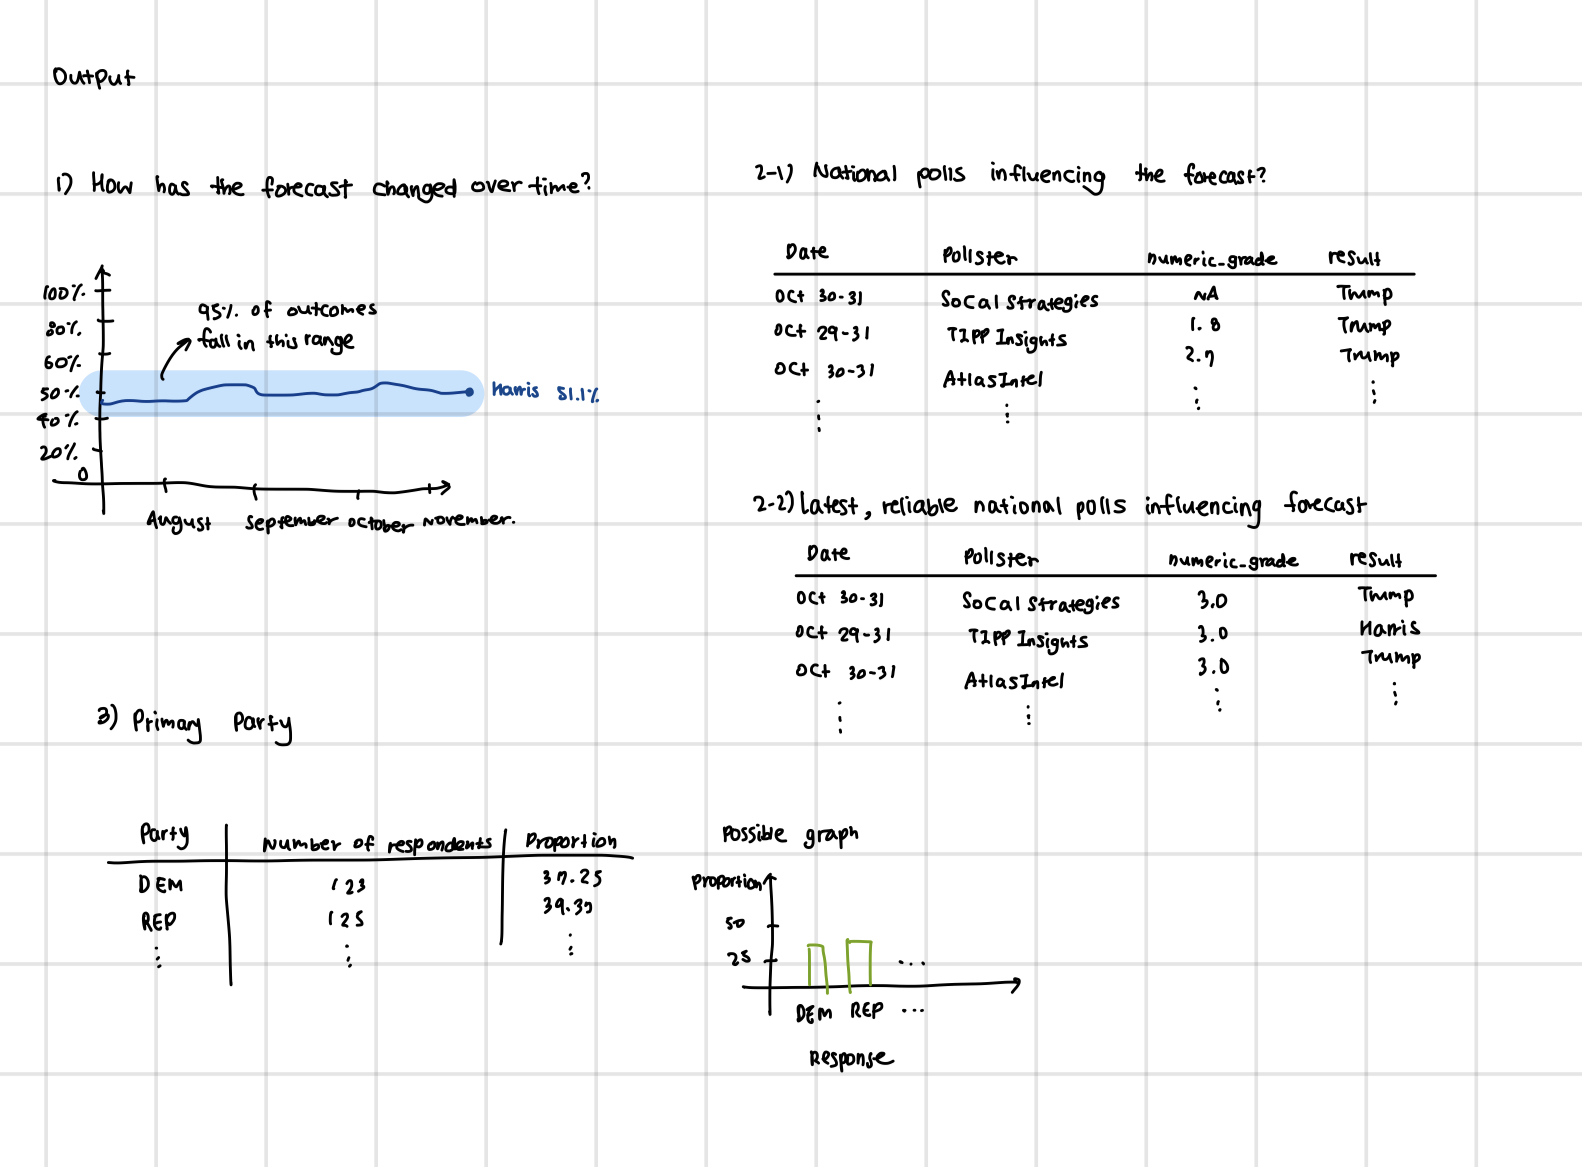 Output
1) How has the forecast changed over time?
100%.
80%.
60%.
50%.
40%.
20%.
0
95%. of outcomes
fall in this range
Harris 51.1%
August September October November.
2-1) National polls influencing the forecast?
Date Pollster numeric_grade result
Oct 30-31 SoCal Strategies NA Trump
Oct 29-31 TIPP Insights 1.8 Trump
Oct 30-31 AtlasIntel 2.7 Trump
2-2) Latest, reliable national polls influencing forecast
Date Pollster numeric_grade result
Oct 30-31 SoCal Strategies 3.0 Trump
Oct 29-31 TIPP Insights 3.0 Harris
Oct 30-31 AtlasIntel 3.0 Trump
3) Primary Party
Party Number of respondents Proportion
DEM 123 37.25
REP 125
Possible graph
Proportion
50
25
...
DEM REP ...
Response